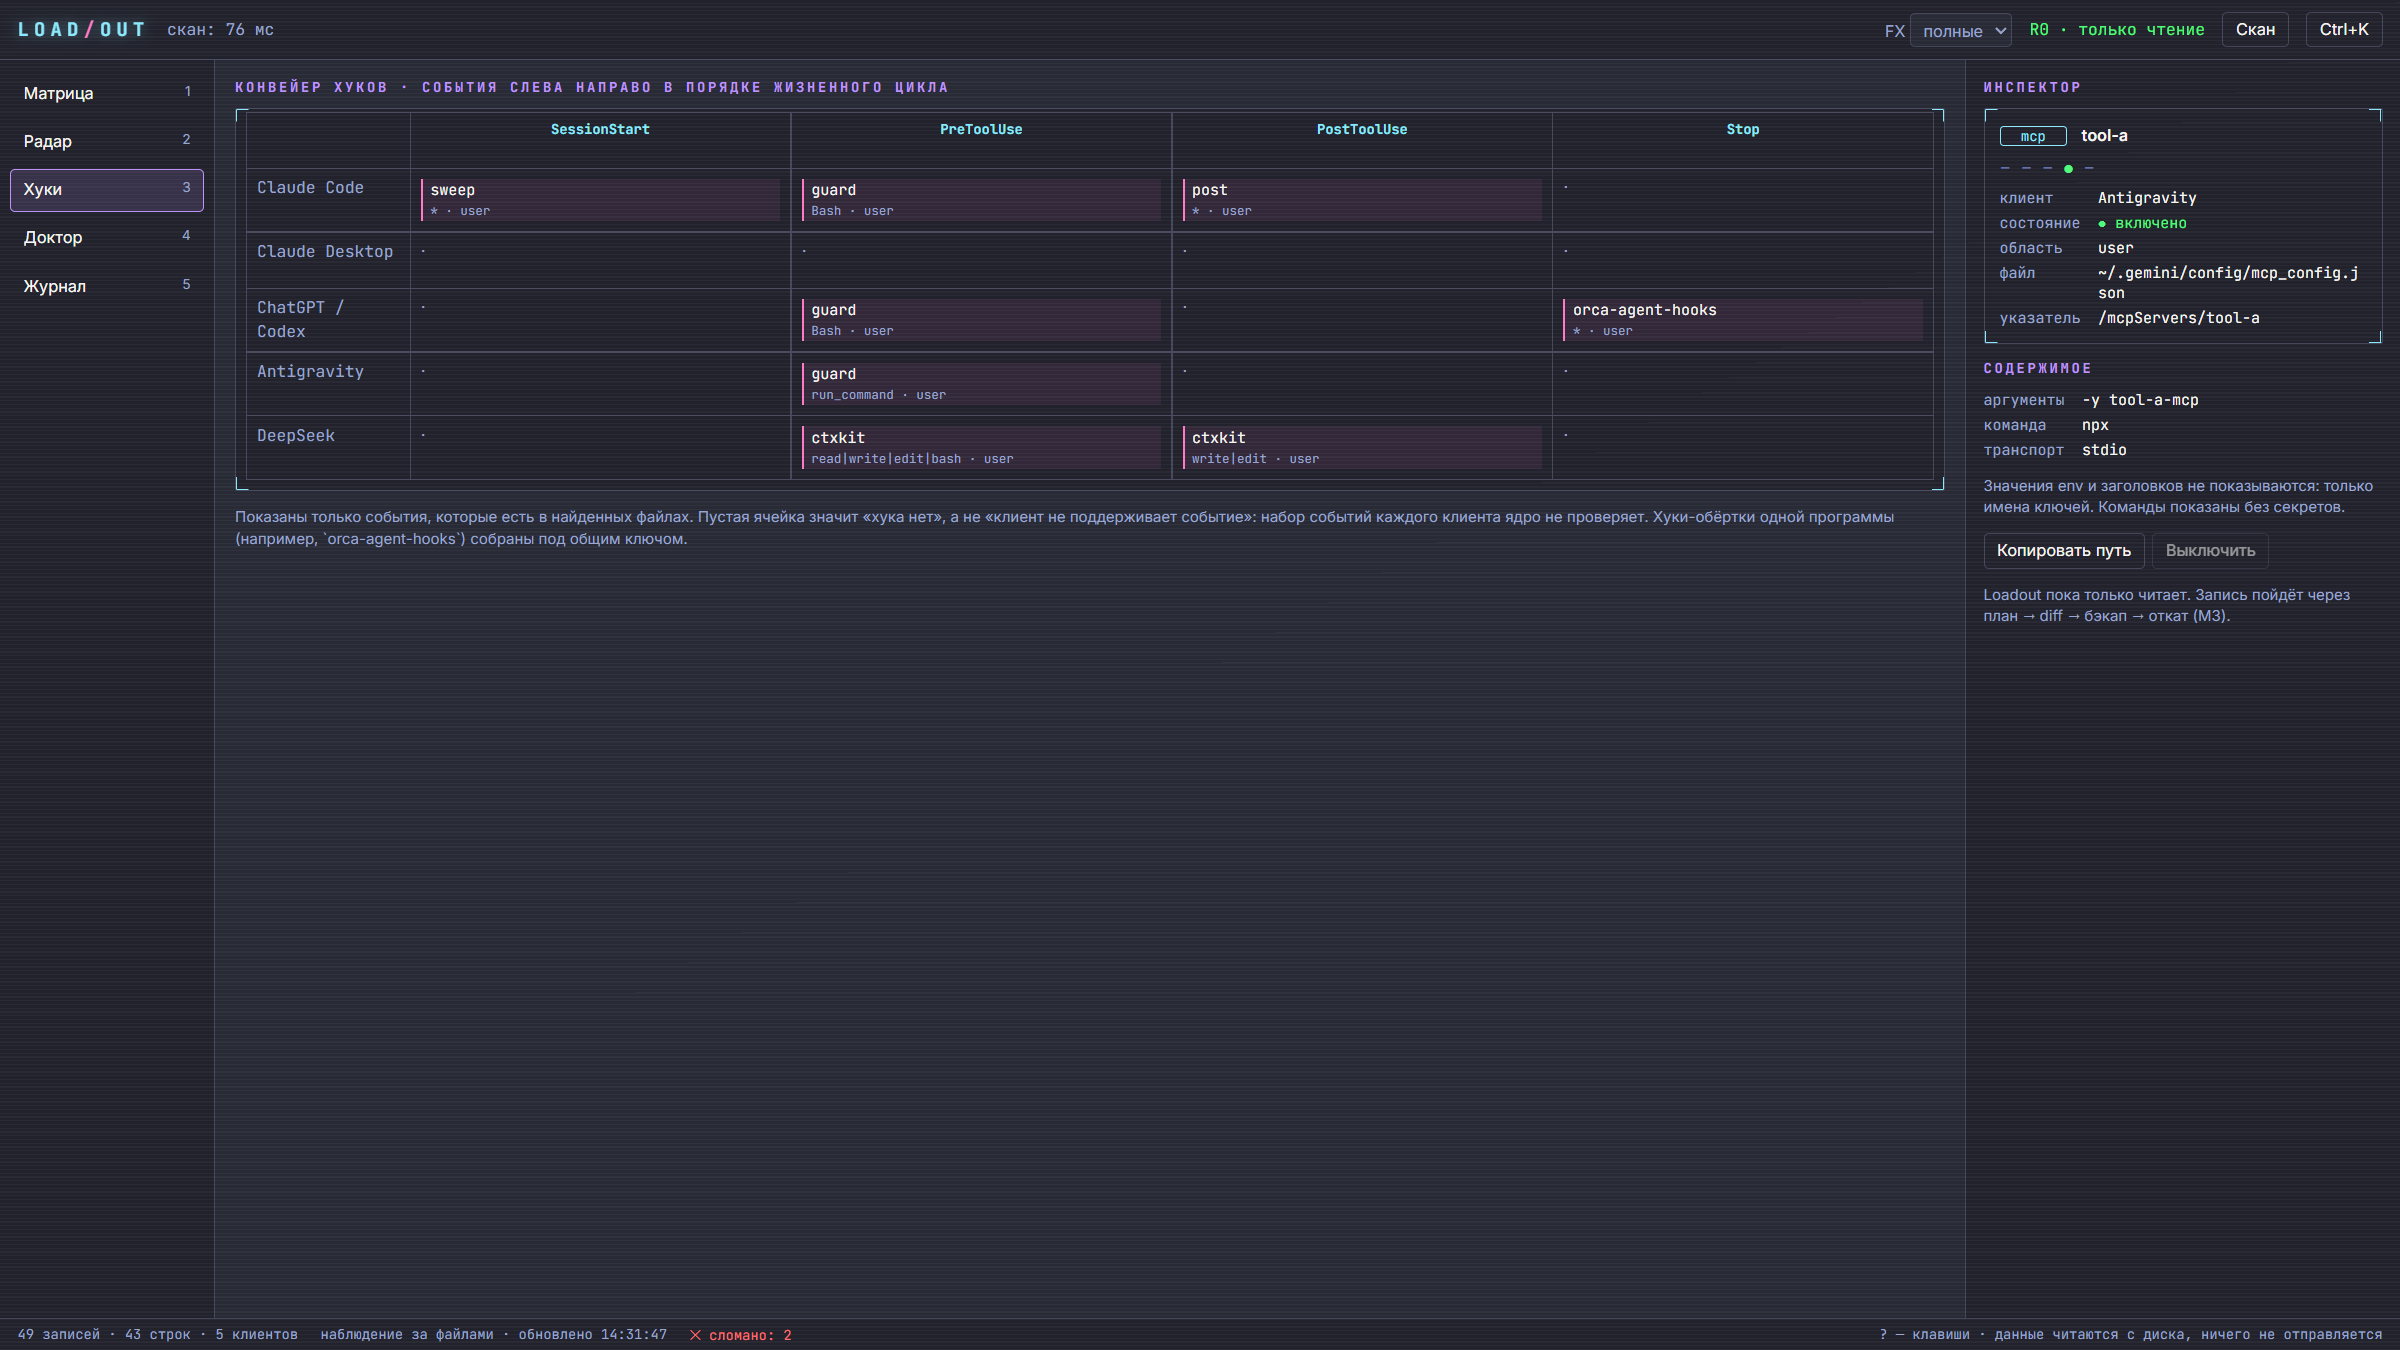 LOAD/OUT скан: 76 мс FX полные R0 · только чтение Скан Ctrl+K
Матрица 1
Радар 2
Хуки 3
Доктор 4
Журнал 5
КОНВЕЙЕР ХУКОВ · СОБЫТИЯ СЛЕВА НАПРАВО В ПОРЯДКЕ ЖИЗНЕННОГО ЦИКЛА
SessionStart PreToolUse PostToolUse Stop
Claude Code
sweep
* · user
guard
Bash · user
post
* · user
·
Claude Desktop · · · ·
ChatGPT /
Codex
·
guard
Bash · user
·
orca-agent-hooks
* · user
Antigravity
·
guard
run_command · user
·
·
DeepSeek
·
ctxkit
read|write|edit|bash · user
ctxkit
write|edit · user
·
Показаны только события, которые есть в найденных файлах. Пустая ячейка значит «хука нет», а не «клиент не поддерживает событие»: набор событий каждого клиента ядро не проверяет. Хуки-обёртки одной программы
(например, `orca-agent-hooks`) собраны под общим ключом.
ИНСПЕКТОР
mcp tool-a
— — — ● —
клиент Antigravity
состояние ● включено
область user
файл ~/.gemini/config/mcp_config.j
son
указатель /mcpServers/tool-a
СОДЕРЖИМОЕ
аргументы -y tool-a-mcp
команда npx
транспорт stdio
Значения env и заголовков не показываются: только
имена ключей. Команды показаны без секретов.
Копировать путь Выключить
Loadout пока только читает. Запись пойдёт через
план → diff → бэкап → откат (M3).
49 записей · 43 строк · 5 клиентов наблюдение за файлами · обновлено 14:31:47 ✕ сломано: 2
? — клавиши · данные читаются с диска, ничего не отправляется